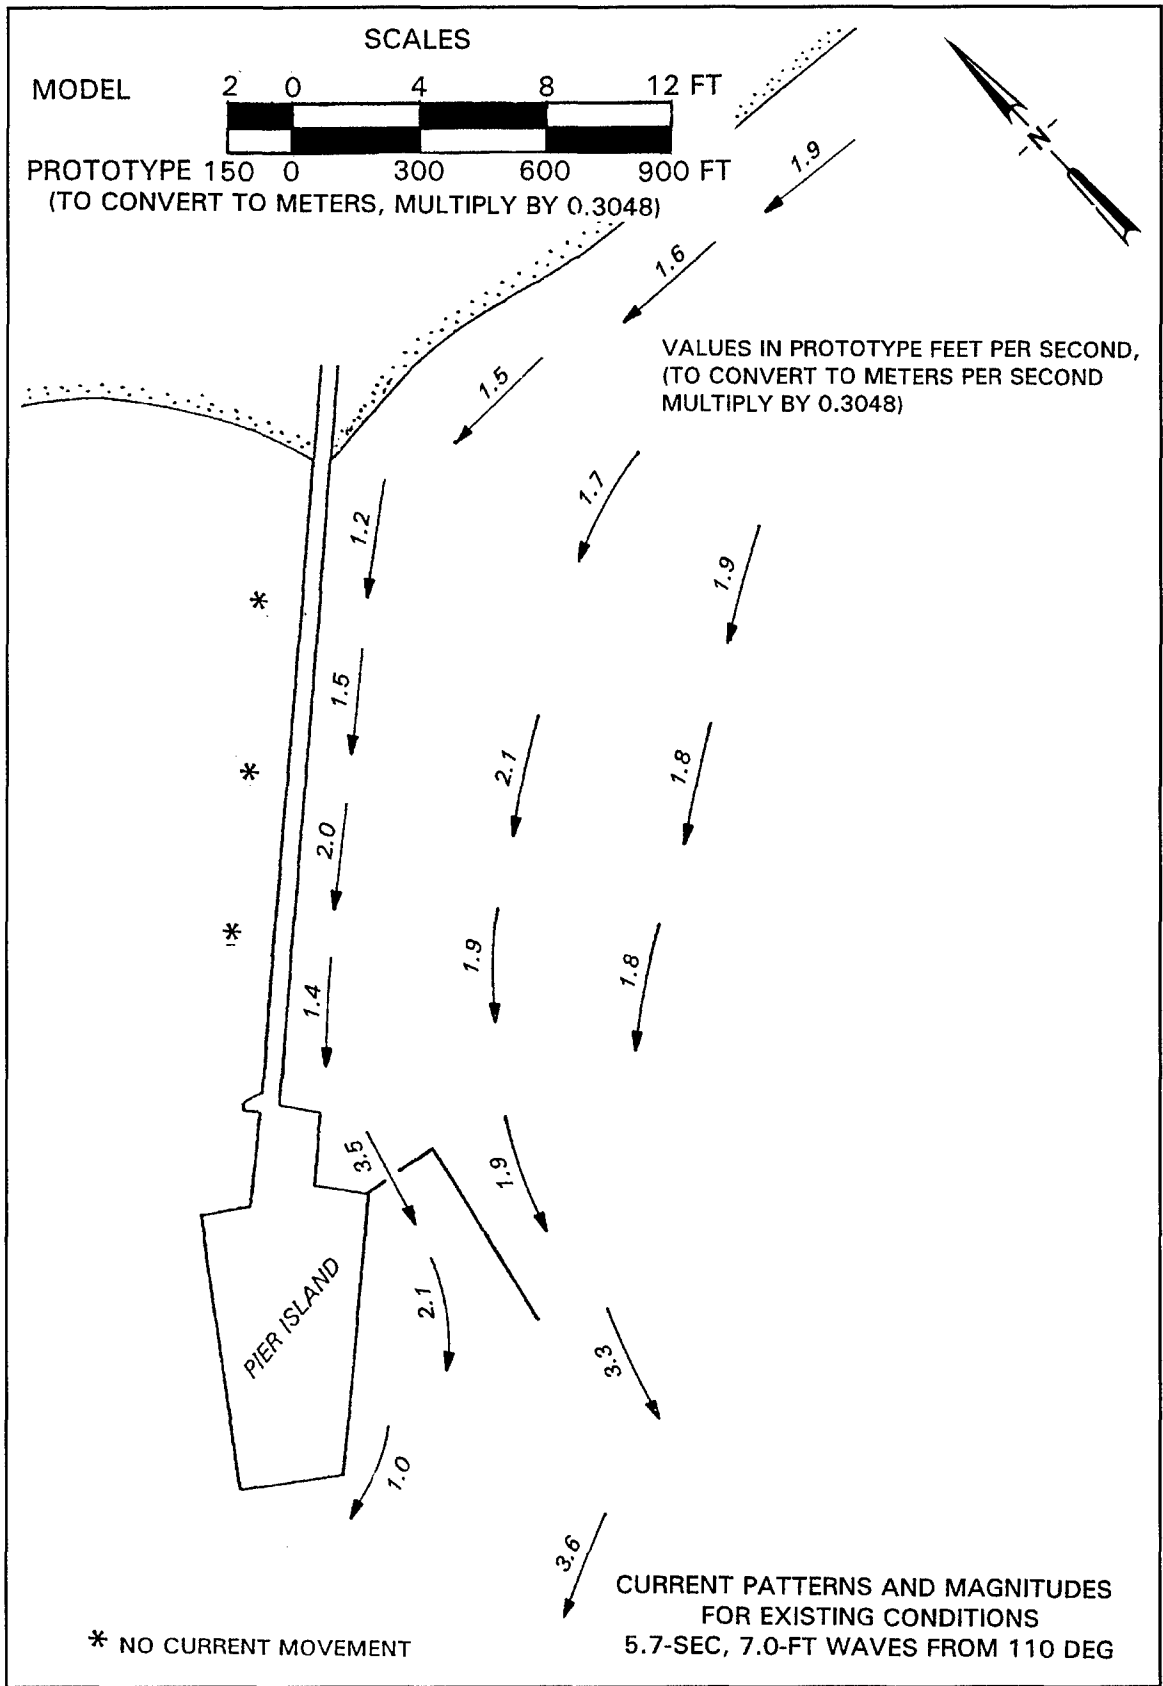 SCALES
MODEL 2 0 4 8 12 FT
PROTOTYPE 150 0 300 600 900 FT
(TO CONVERT TO METERS, MULTIPLY BY 0.3048)
N
1.9
1.6
VALUES IN PROTOTYPE FEET PER SECOND,
(TO CONVERT TO METERS PER SECOND
MULTIPLY BY 0.3048)
1.5
1.7
1.2
1.9
*
1.5
2.1
1.8
*
2.0
1.9
1.8
*
1.4
3.5
1.9
PIER ISLAND
2.1
3.3
1.0
3.6
CURRENT PATTERNS AND MAGNITUDES
FOR EXISTING CONDITIONS
5.7-SEC, 7.0-FT WAVES FROM 110 DEG
* NO CURRENT MOVEMENT